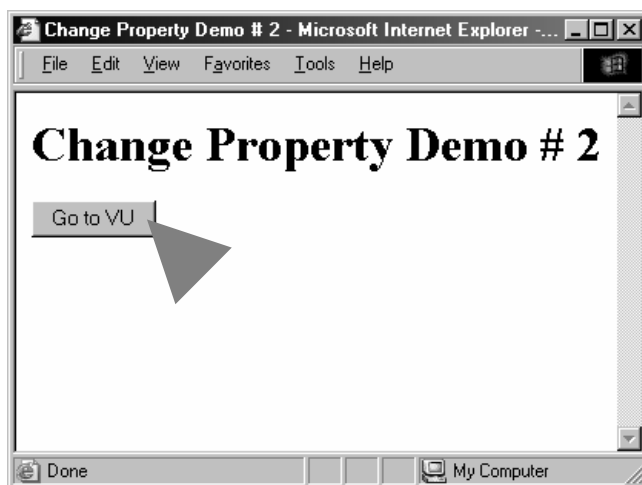 Change Property Demo # 2 - Microsoft Internet Explorer -...
File Edit View Favorites Tools Help
Change Property Demo # 2
Go to VU
Done My Computer